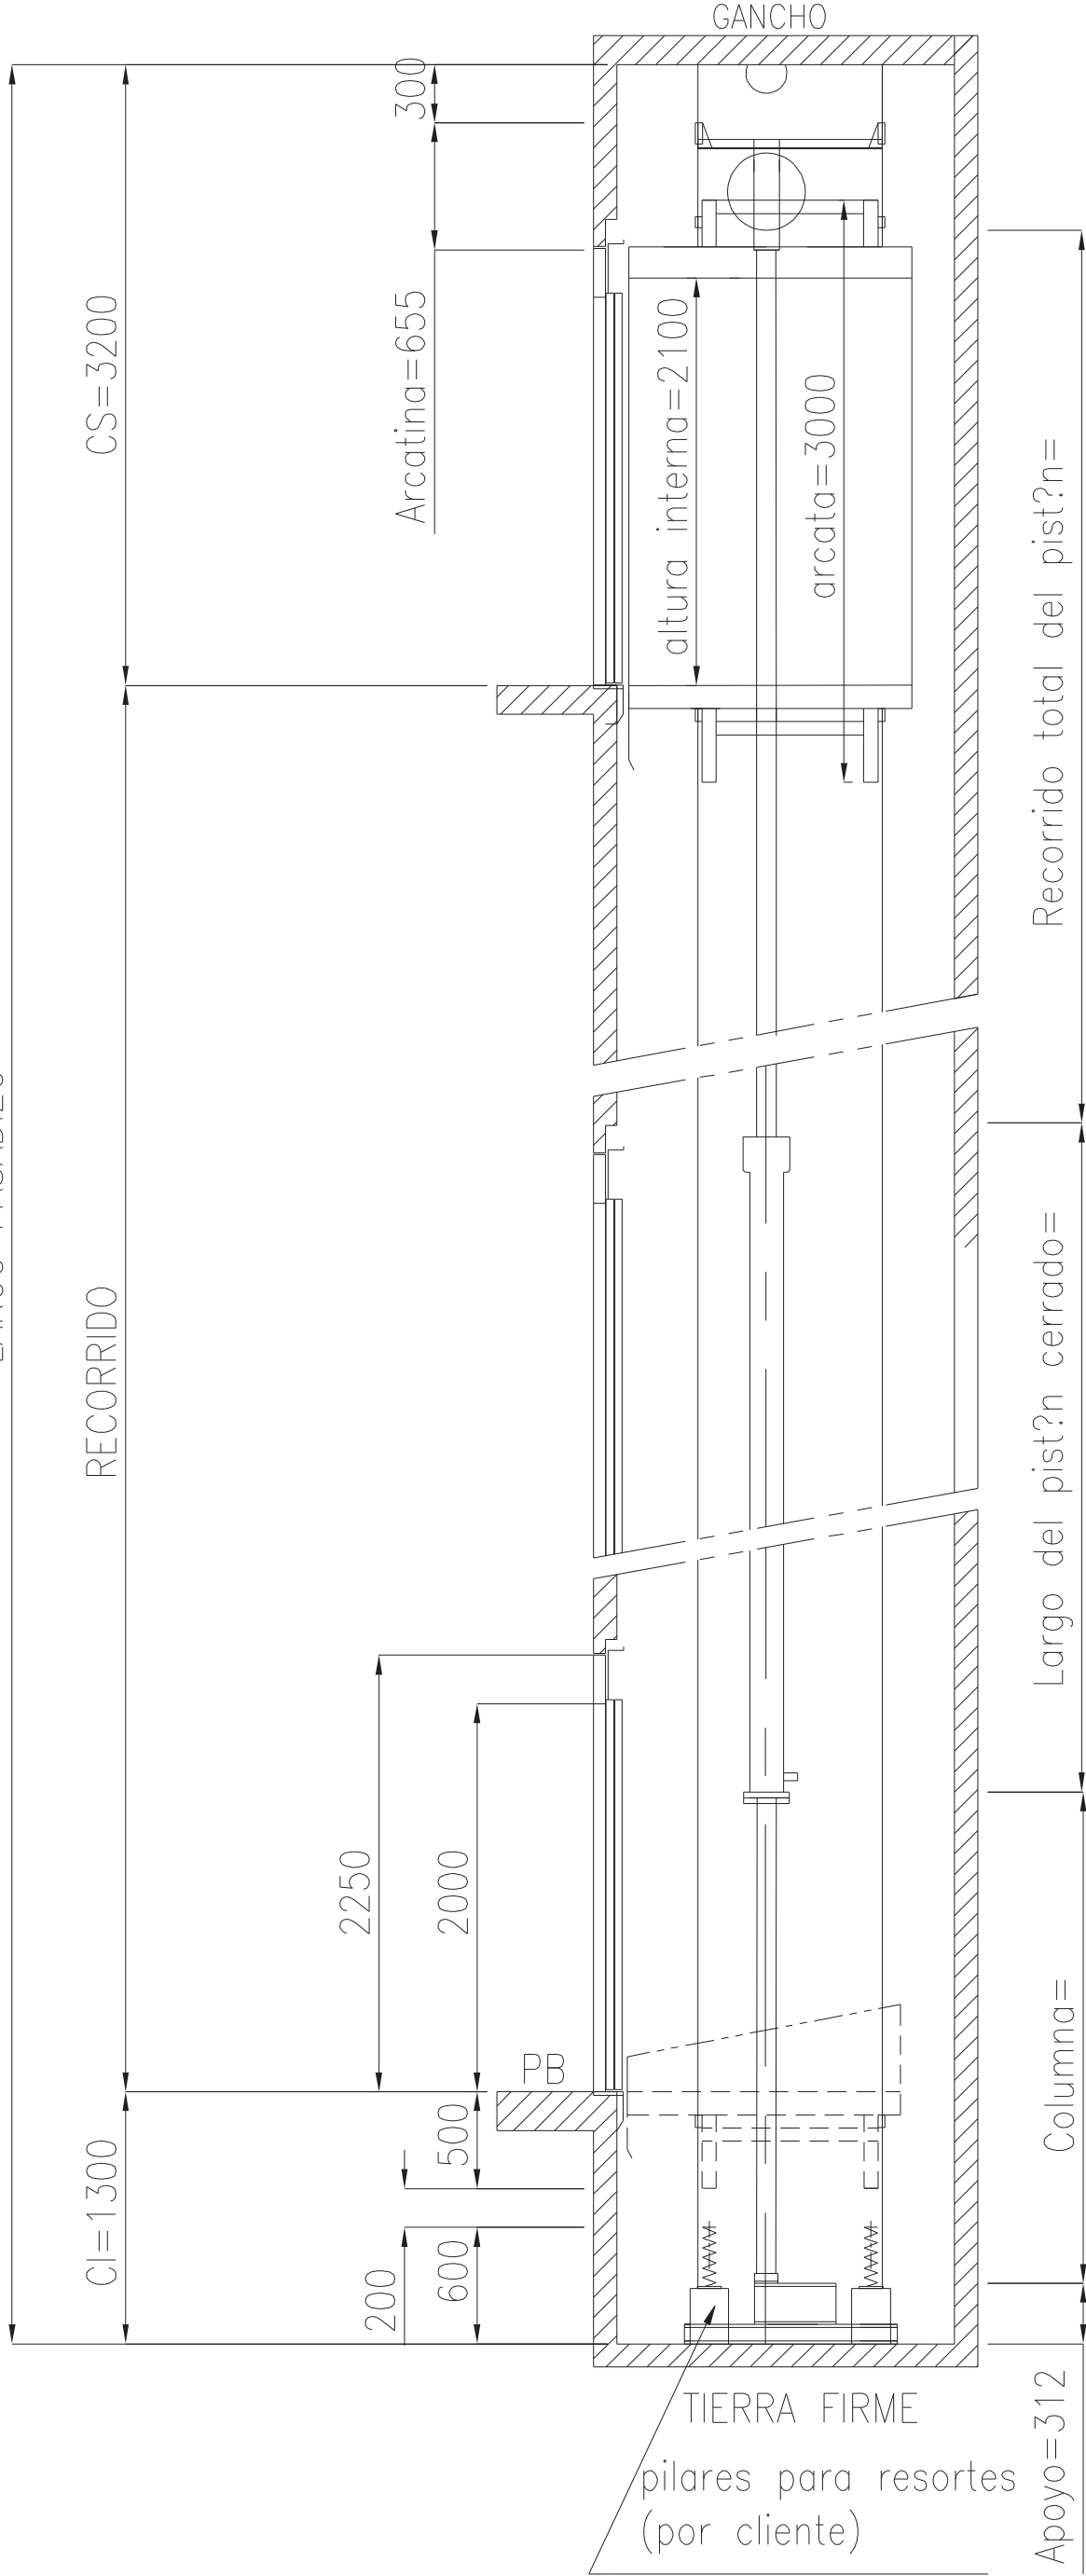 GANCHO
300
CS=3200
Arcatina=655
altura interna=2100
arcata=3000
Recorrido total del pist?n=
RECORRIDO
Largo del pist?n cerrado=
2250
2000
PB
Columna=
CI=1300
500
200
600
TIERRA FIRME
pilares para resortes
(por cliente)
Apoyo=312